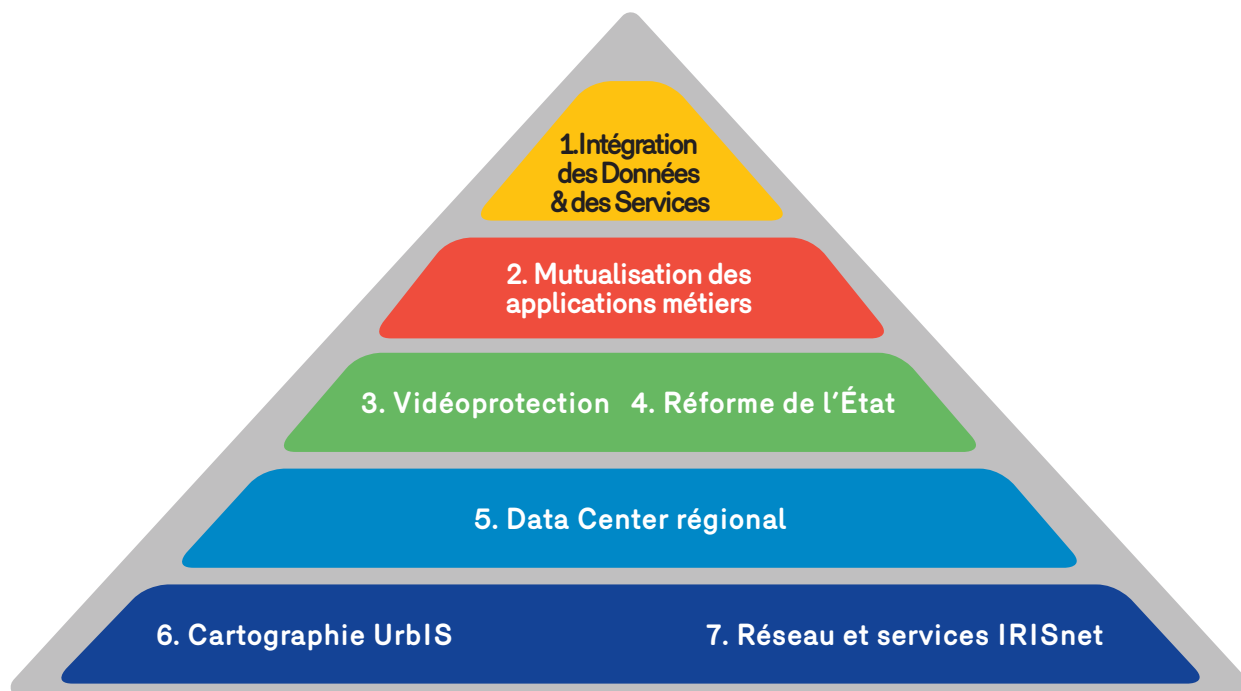 1.Intégration
des Données
& des Services
2. Mutualisation des
applications métiers
3. Vidéoprotection 4. Réforme de l'État
5. Data Center régional
6. Cartographie UrbIS 7. Réseau et services IRISnet